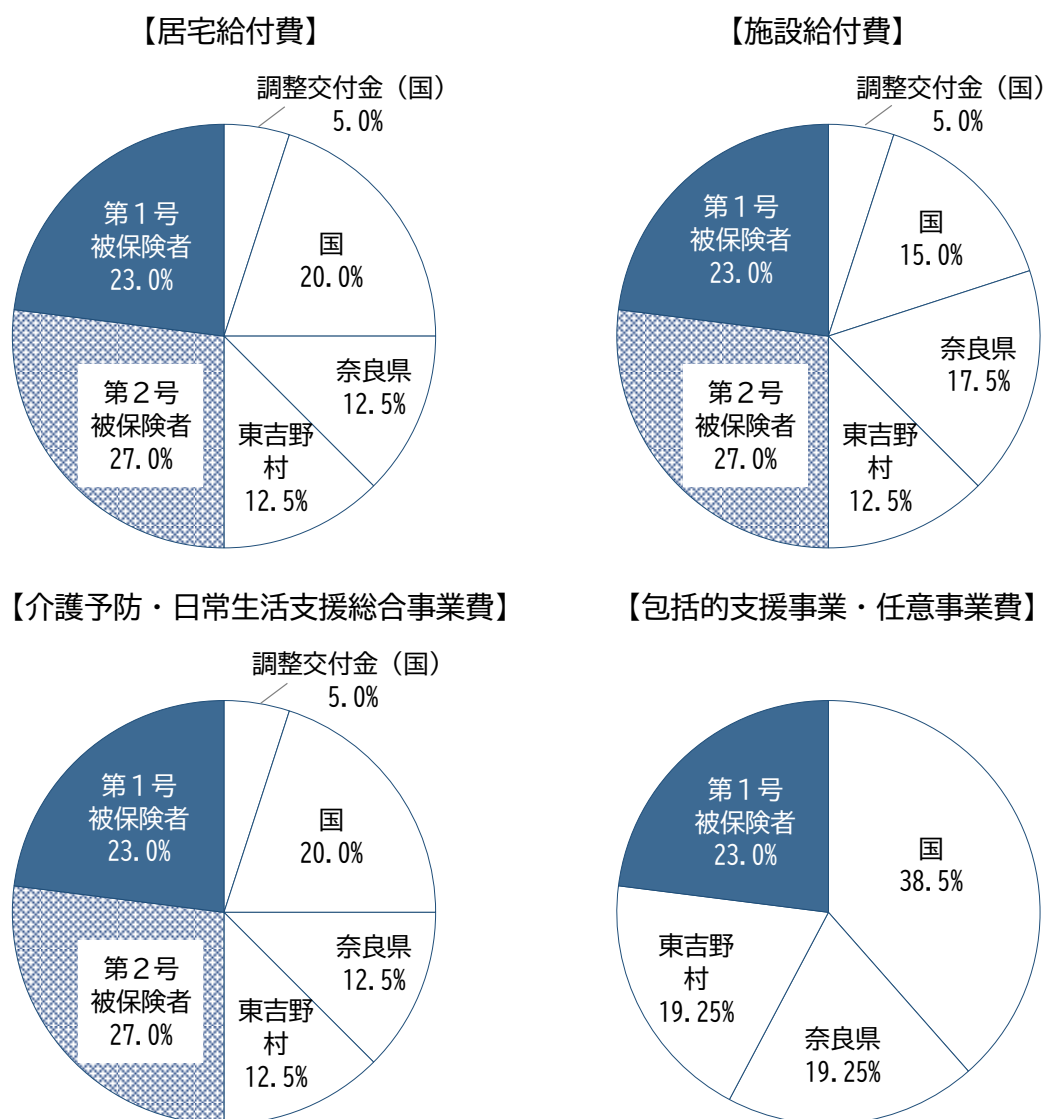 【居宅給付費】
調整交付金（国）
5.0%
国
20.0%
奈良県
12.5%
東吉野
村
12.5%
第２号
被保険者
27.0%
第１号
被保険者
23.0%
【施設給付費】
調整交付金（国）
5.0%
国
15.0%
奈良県
17.5%
東吉野
村
12.5%
第２号
被保険者
27.0%
第１号
被保険者
23.0%
【介護予防・日常生活支援総合事業費】
調整交付金（国）
5.0%
国
20.0%
奈良県
12.5%
東吉野
村
12.5%
第２号
被保険者
27.0%
第１号
被保険者
23.0%
【包括的支援事業・任意事業費】
国
38.5%
奈良県
19.25%
東吉野
村
19.25%
第１号
被保険者
23.0%